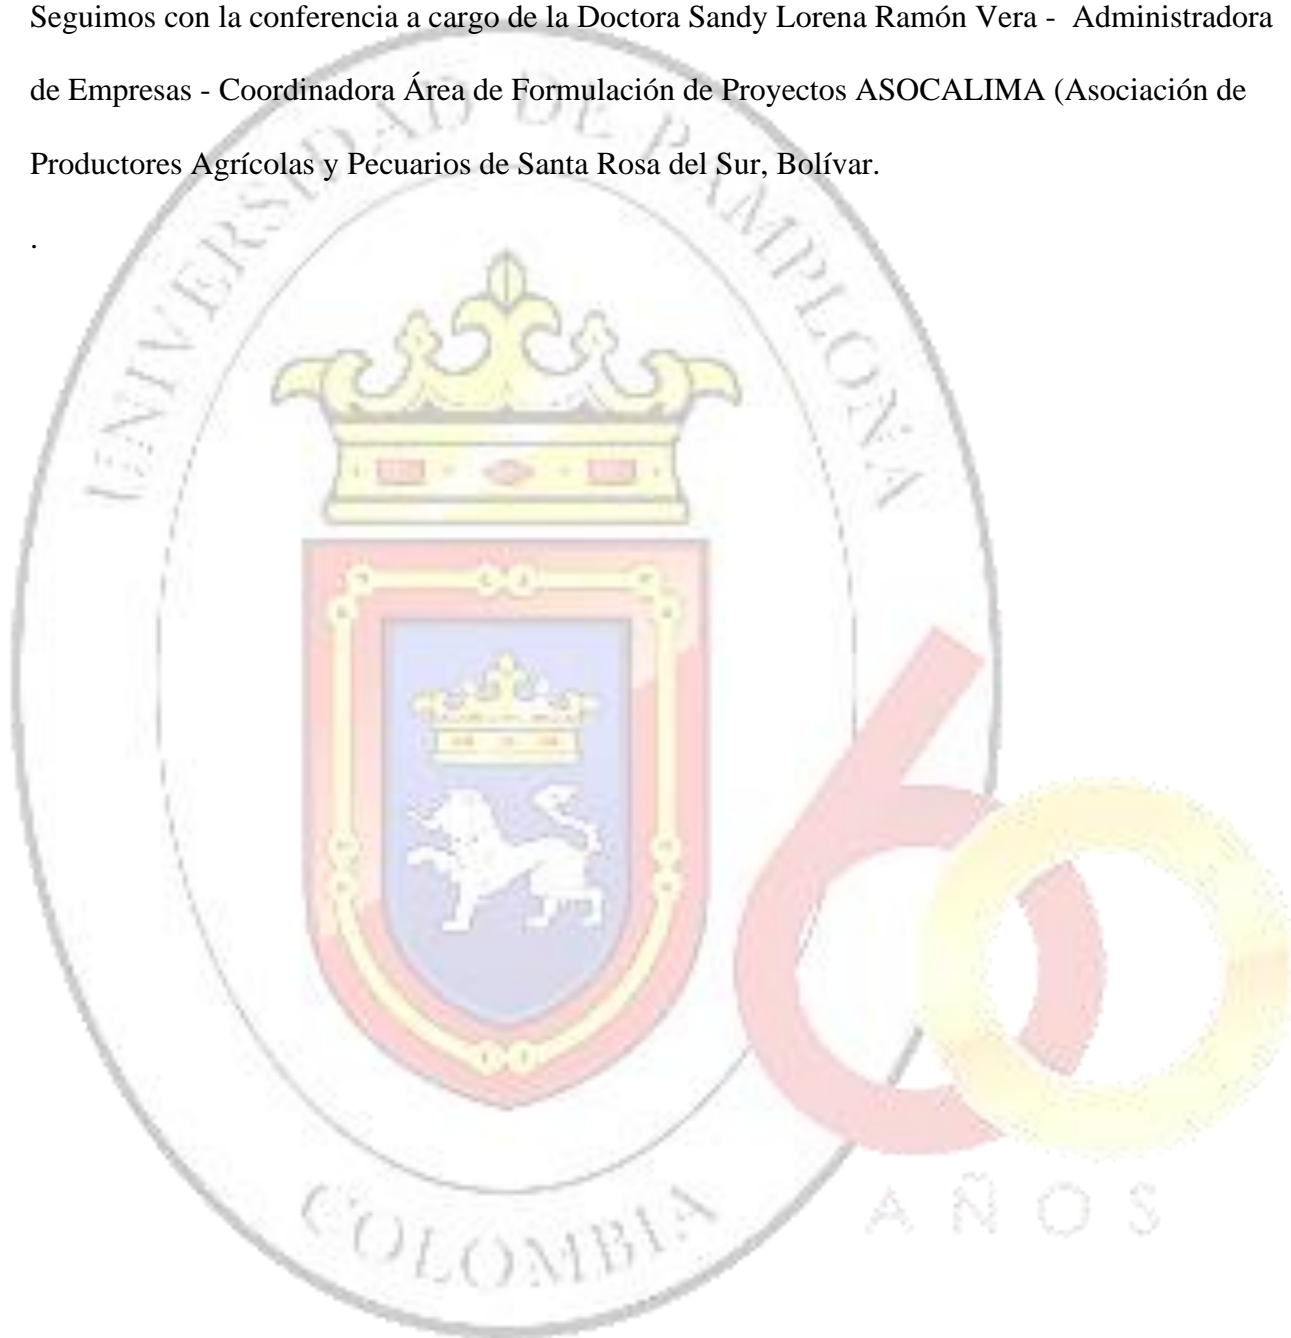 Seguimos con la conferencia a cargo de la Doctora Sandy Lorena Ramón Vera - Administradora
de Empresas - Coordinadora Área de Formulación de Proyectos ASOCALIMA (Asociación de
Productores Agrícolas y Pecuarios de Santa Rosa del Sur, Bolívar.
.
UNIVERSIDAD DE PAMPLONA
60
AÑOS
COLOMBIA